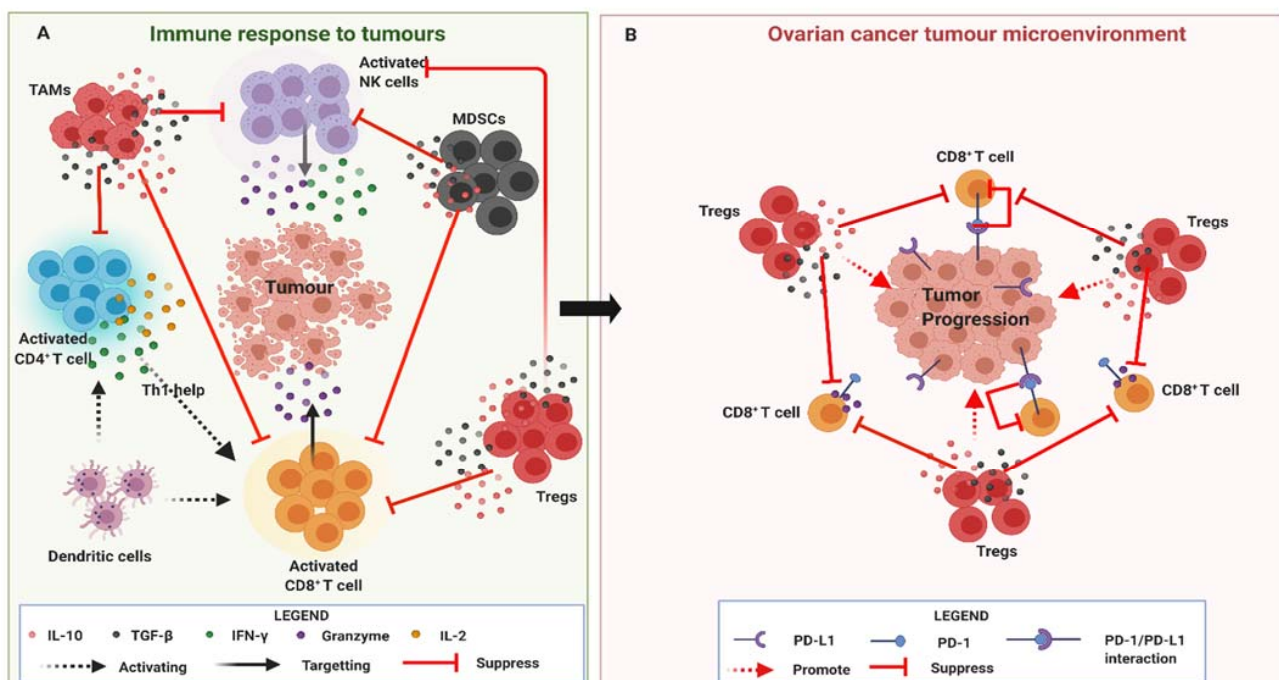 A
Immune response to tumours
TAMs
Activated
NK cells
MDSCs
Tumour
Activated
CD4⁺ T cell
Th1 help
Dendritic cells
Activated
CD8⁺ T cell
Tregs
LEGEND
IL-10 TGF-β IFN-γ Granzyme IL-2
Activating Targetting Suppress
B
Ovarian cancer tumour microenvironment
CD8⁺ T cell
Tregs
Tregs
Tumor
Progression
CD8⁺ T cell
CD8⁺ T cell
Tregs
LEGEND
PD-L1 PD-1 PD-1/PD-L1
interaction
Promote Suppress